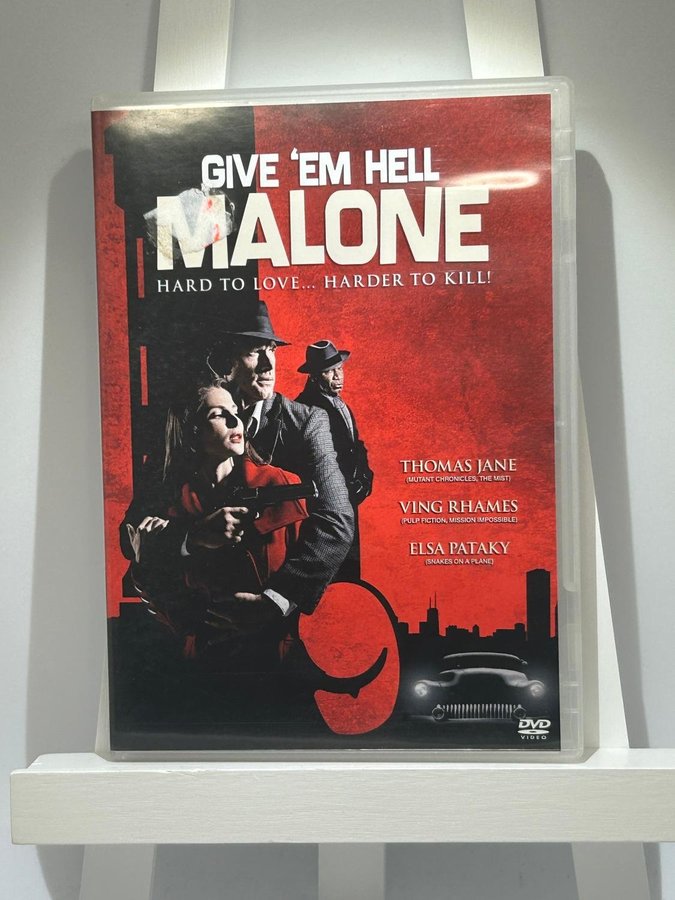 GIVE 'EM HELL
MALONE
HARD TO LOVE... HARDER TO KILL!
THOMAS JANE
(MUTANT CHRONICLES, THE MIST)
VING RHAMES
(PULP FICTION, MISSION IMPOSSIBLE)
ELSA PATAKY
(SNAKES ON A PLANE)
DVD
VIDEO